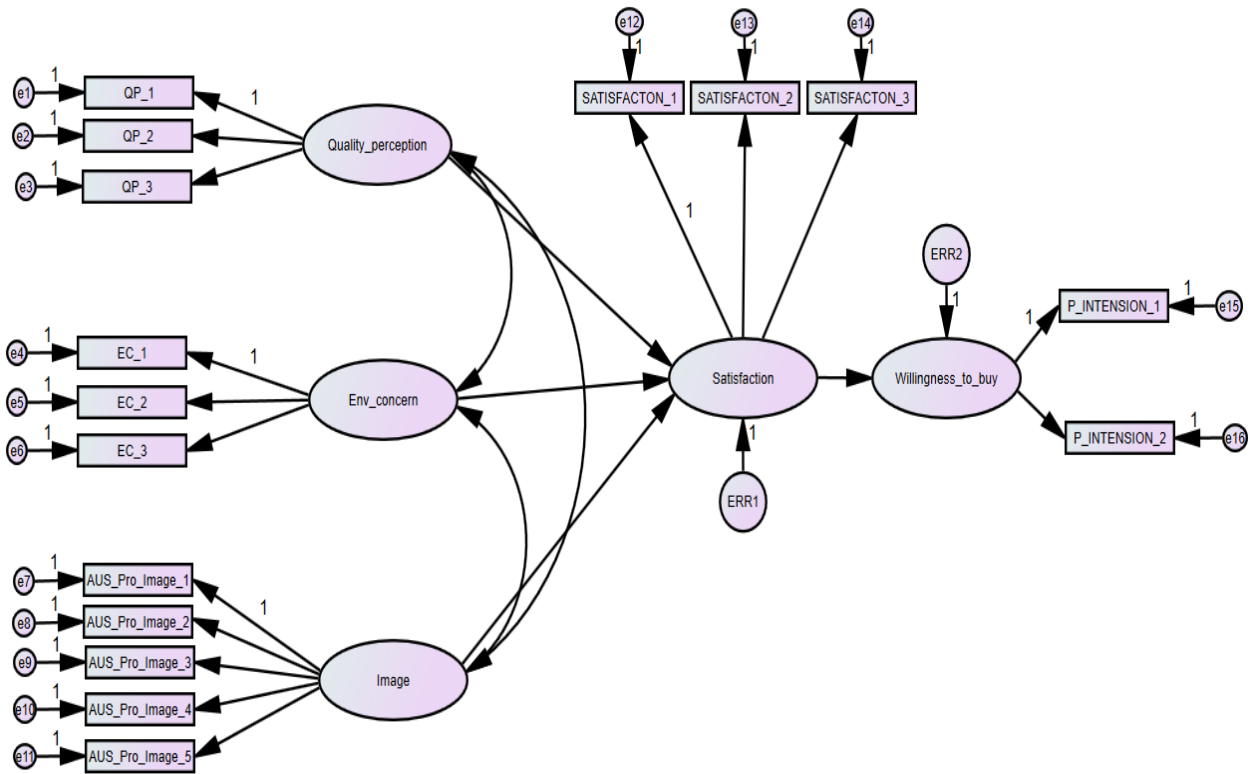 e12
1
e13
1
e14
1
SATISFACTON_1
SATISFACTON_2
SATISFACTON_3
e1
1
QP_1
1
e2
1
QP_2
e3
1
QP_3
Quality_perception
1
ERR2
1
e4
1
EC_1
1
e5
1
EC_2
e6
1
EC_3
Env_concern
Satisfaction
1
ERR1
Willingness_to_buy
1
P_INTENSION_1
1
e15
P_INTENSION_2
1
e16
e7
1
AUS_Pro_Image_1
1
e8
1
AUS_Pro_Image_2
e9
1
AUS_Pro_Image_3
e10
1
AUS_Pro_Image_4
e11
1
AUS_Pro_Image_5
Image